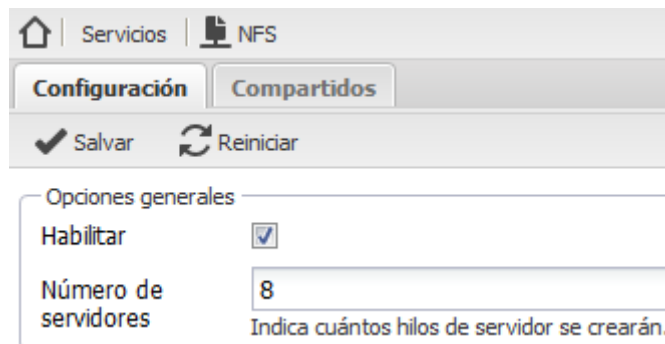 Servicios NFS
Configuración Compartidos
Salvar Reiniciar
Opciones generales
Habilitar
Número de servidores 8
Indica cuántos hilos de servidor se crearán.